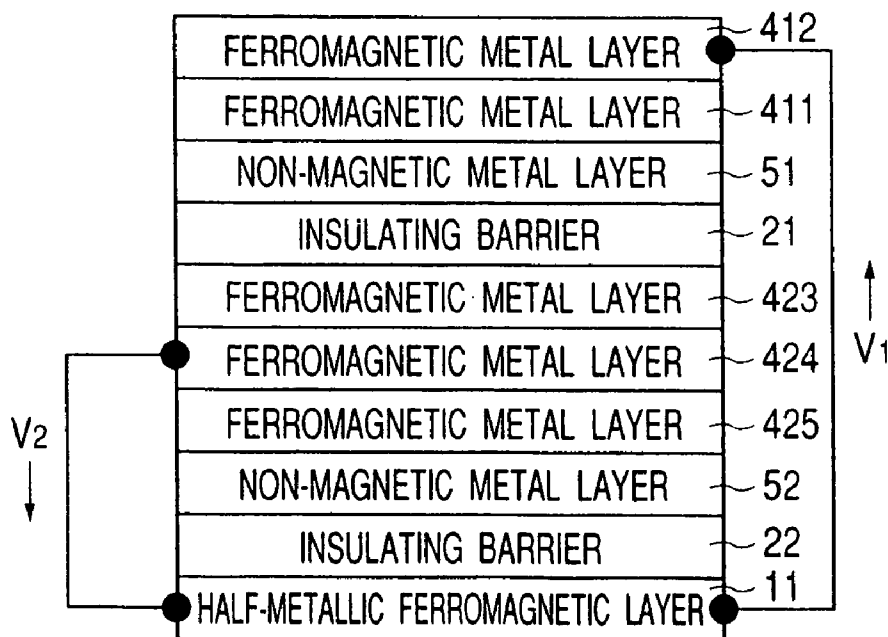 FERROMAGNETIC METAL LAYER 412
FERROMAGNETIC METAL LAYER 411
NON-MAGNETIC METAL LAYER 51
INSULATING BARRIER 21
FERROMAGNETIC METAL LAYER 423
V1
FERROMAGNETIC METAL LAYER 424
V2
FERROMAGNETIC METAL LAYER 425
NON-MAGNETIC METAL LAYER 52
INSULATING BARRIER 22
HALF-METALLIC FERROMAGNETIC LAYER 11